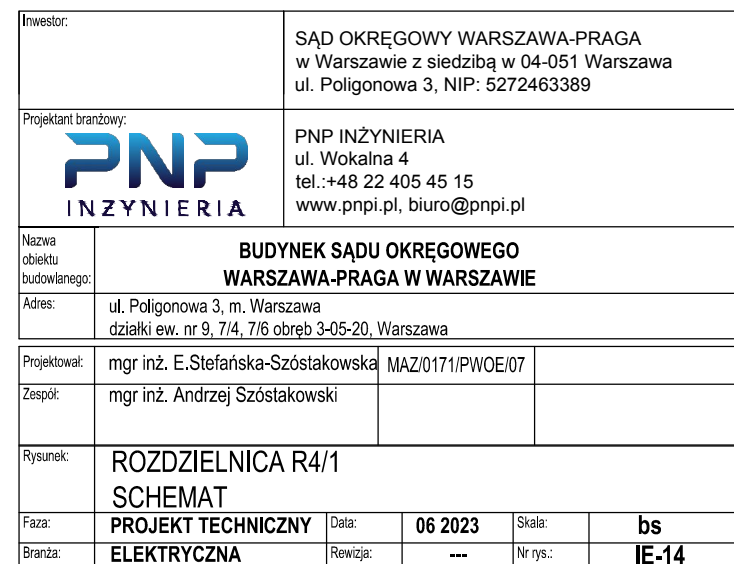 Inwestor:
SĄD OKRĘGOWY WARSZAWA-PRAGA
w Warszawie z siedzibą w 04-051 Warszawa
ul. Poligonowa 3, NIP: 5272463389
Projektant branżowy:
PNP
INZYNIERIA
PNP INŻYNIERIA
ul. Wokalna 4
tel.:+48 22 405 45 15
www.pnpi.pl, biuro@pnpi.pl
Nazwa
obiektu
budowlanego:
BUDYNEK SĄDU OKRĘGOWEGO
WARSZAWA-PRAGA W WARSZAWIE
Adres:
ul. Poligonowa 3, m. Warszawa
działki ew. nr 9, 7/4, 7/6 obręb 3-05-20, Warszawa
Projektował: mgr inż. E.Stefańska-Szóstakowska MAZ/0171/PWOE/07
Zespół: mgr inż. Andrzej Szóstakowski
Rysunek:
ROZDZIELNICA R4/1
SCHEMAT
Faza: PROJEKT TECHNICZNY Data: 06 2023 Skala: bs
Branża: ELEKTRYCZNA Rewizja: --- Nr rys.: IE-14